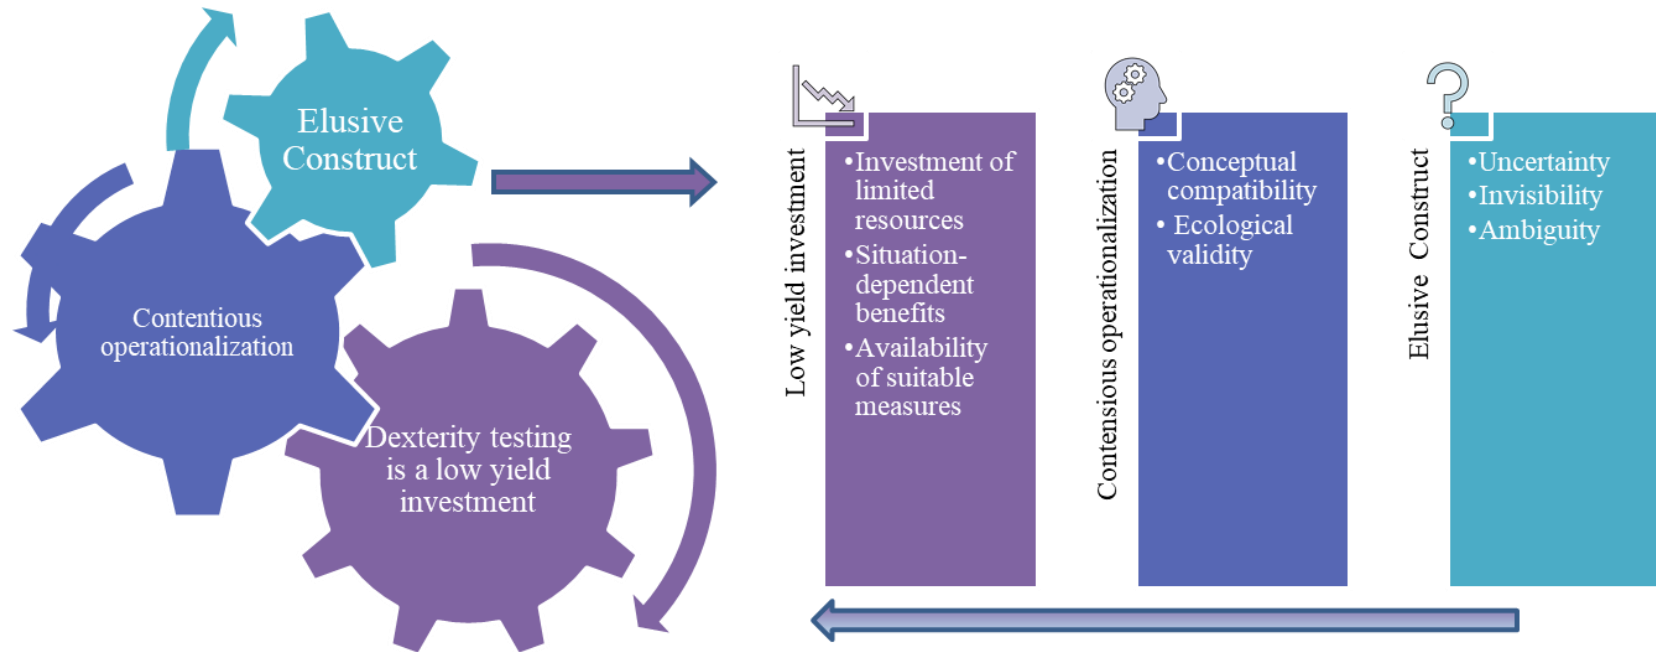 Elusive
Construct
Contentious
operationalization
Dexterity testing
is a low yield
investment
Low yield investment
•Investment of
limited
resources
•Situation-
dependent
benefits
•Availability
of suitable
measures
Contensious operationalization
•Conceptual
compatibility
• Ecological
validity
Elusive Construct
•Uncertainty
•Invisibility
•Ambiguity